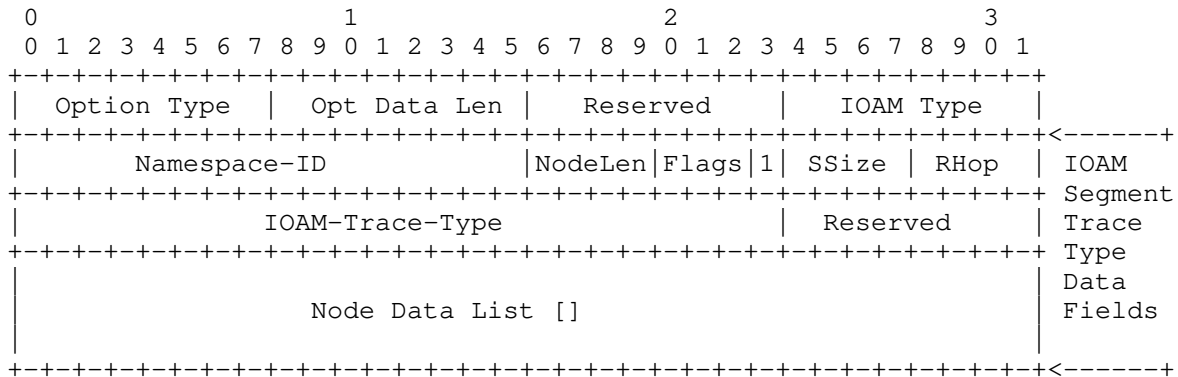 0                   1                   2                   3
 0 1 2 3 4 5 6 7 8 9 0 1 2 3 4 5 6 7 8 9 0 1 2 3 4 5 6 7 8 9 0 1
+-+-+-+-+-+-+-+-+-+-+-+-+-+-+-+-+-+-+-+-+-+-+-+-+-+-+-+-+-+-+-+-+
|  Option Type  |  Opt Data Len |   Reserved    |   IOAM Type   |
+-+-+-+-+-+-+-+-+-+-+-+-+-+-+-+-+-+-+-+-+-+-+-+-+-+-+-+-+-+-+-+-+<------+
|       Namespace-ID            |NodeLen|Flags|1| SSize |  RHop | IOAM
+-+-+-+-+-+-+-+-+-+-+-+-+-+-+-+-+-+-+-+-+-+-+-+-+-+-+-+-+-+-+-+-+ Segment
|               IOAM-Trace-Type                 |  Reserved     | Trace
+-+-+-+-+-+-+-+-+-+-+-+-+-+-+-+-+-+-+-+-+-+-+-+-+-+-+-+-+-+-+-+-+ Type
|                                                               | Data
|                  Node Data List []                            | Fields
|                                                               |
+-+-+-+-+-+-+-+-+-+-+-+-+-+-+-+-+-+-+-+-+-+-+-+-+-+-+-+-+-+-+-+-+<------+